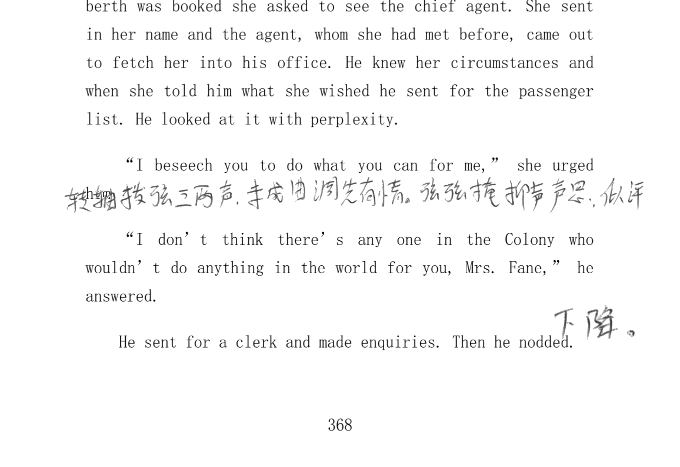 berth was booked she asked to see the chief agent. She sent
in her name and the agent, whom she had met before, came out
to fetch her into his office. He knew her circumstances and
when she told him what she wished he sent for the passenger
list. He looked at it with perplexity.
“I beseech you to do what you can for me,” she urged
转轴拨弦三两声,未成曲调先有情。弦弦掩抑声声思,似诉
“I don’t think there’s any one in the Colony who
wouldn’t do anything in the world for you, Mrs. Fane,” he
answered.
下降。
He sent for a clerk and made enquiries. Then he nodded.
368